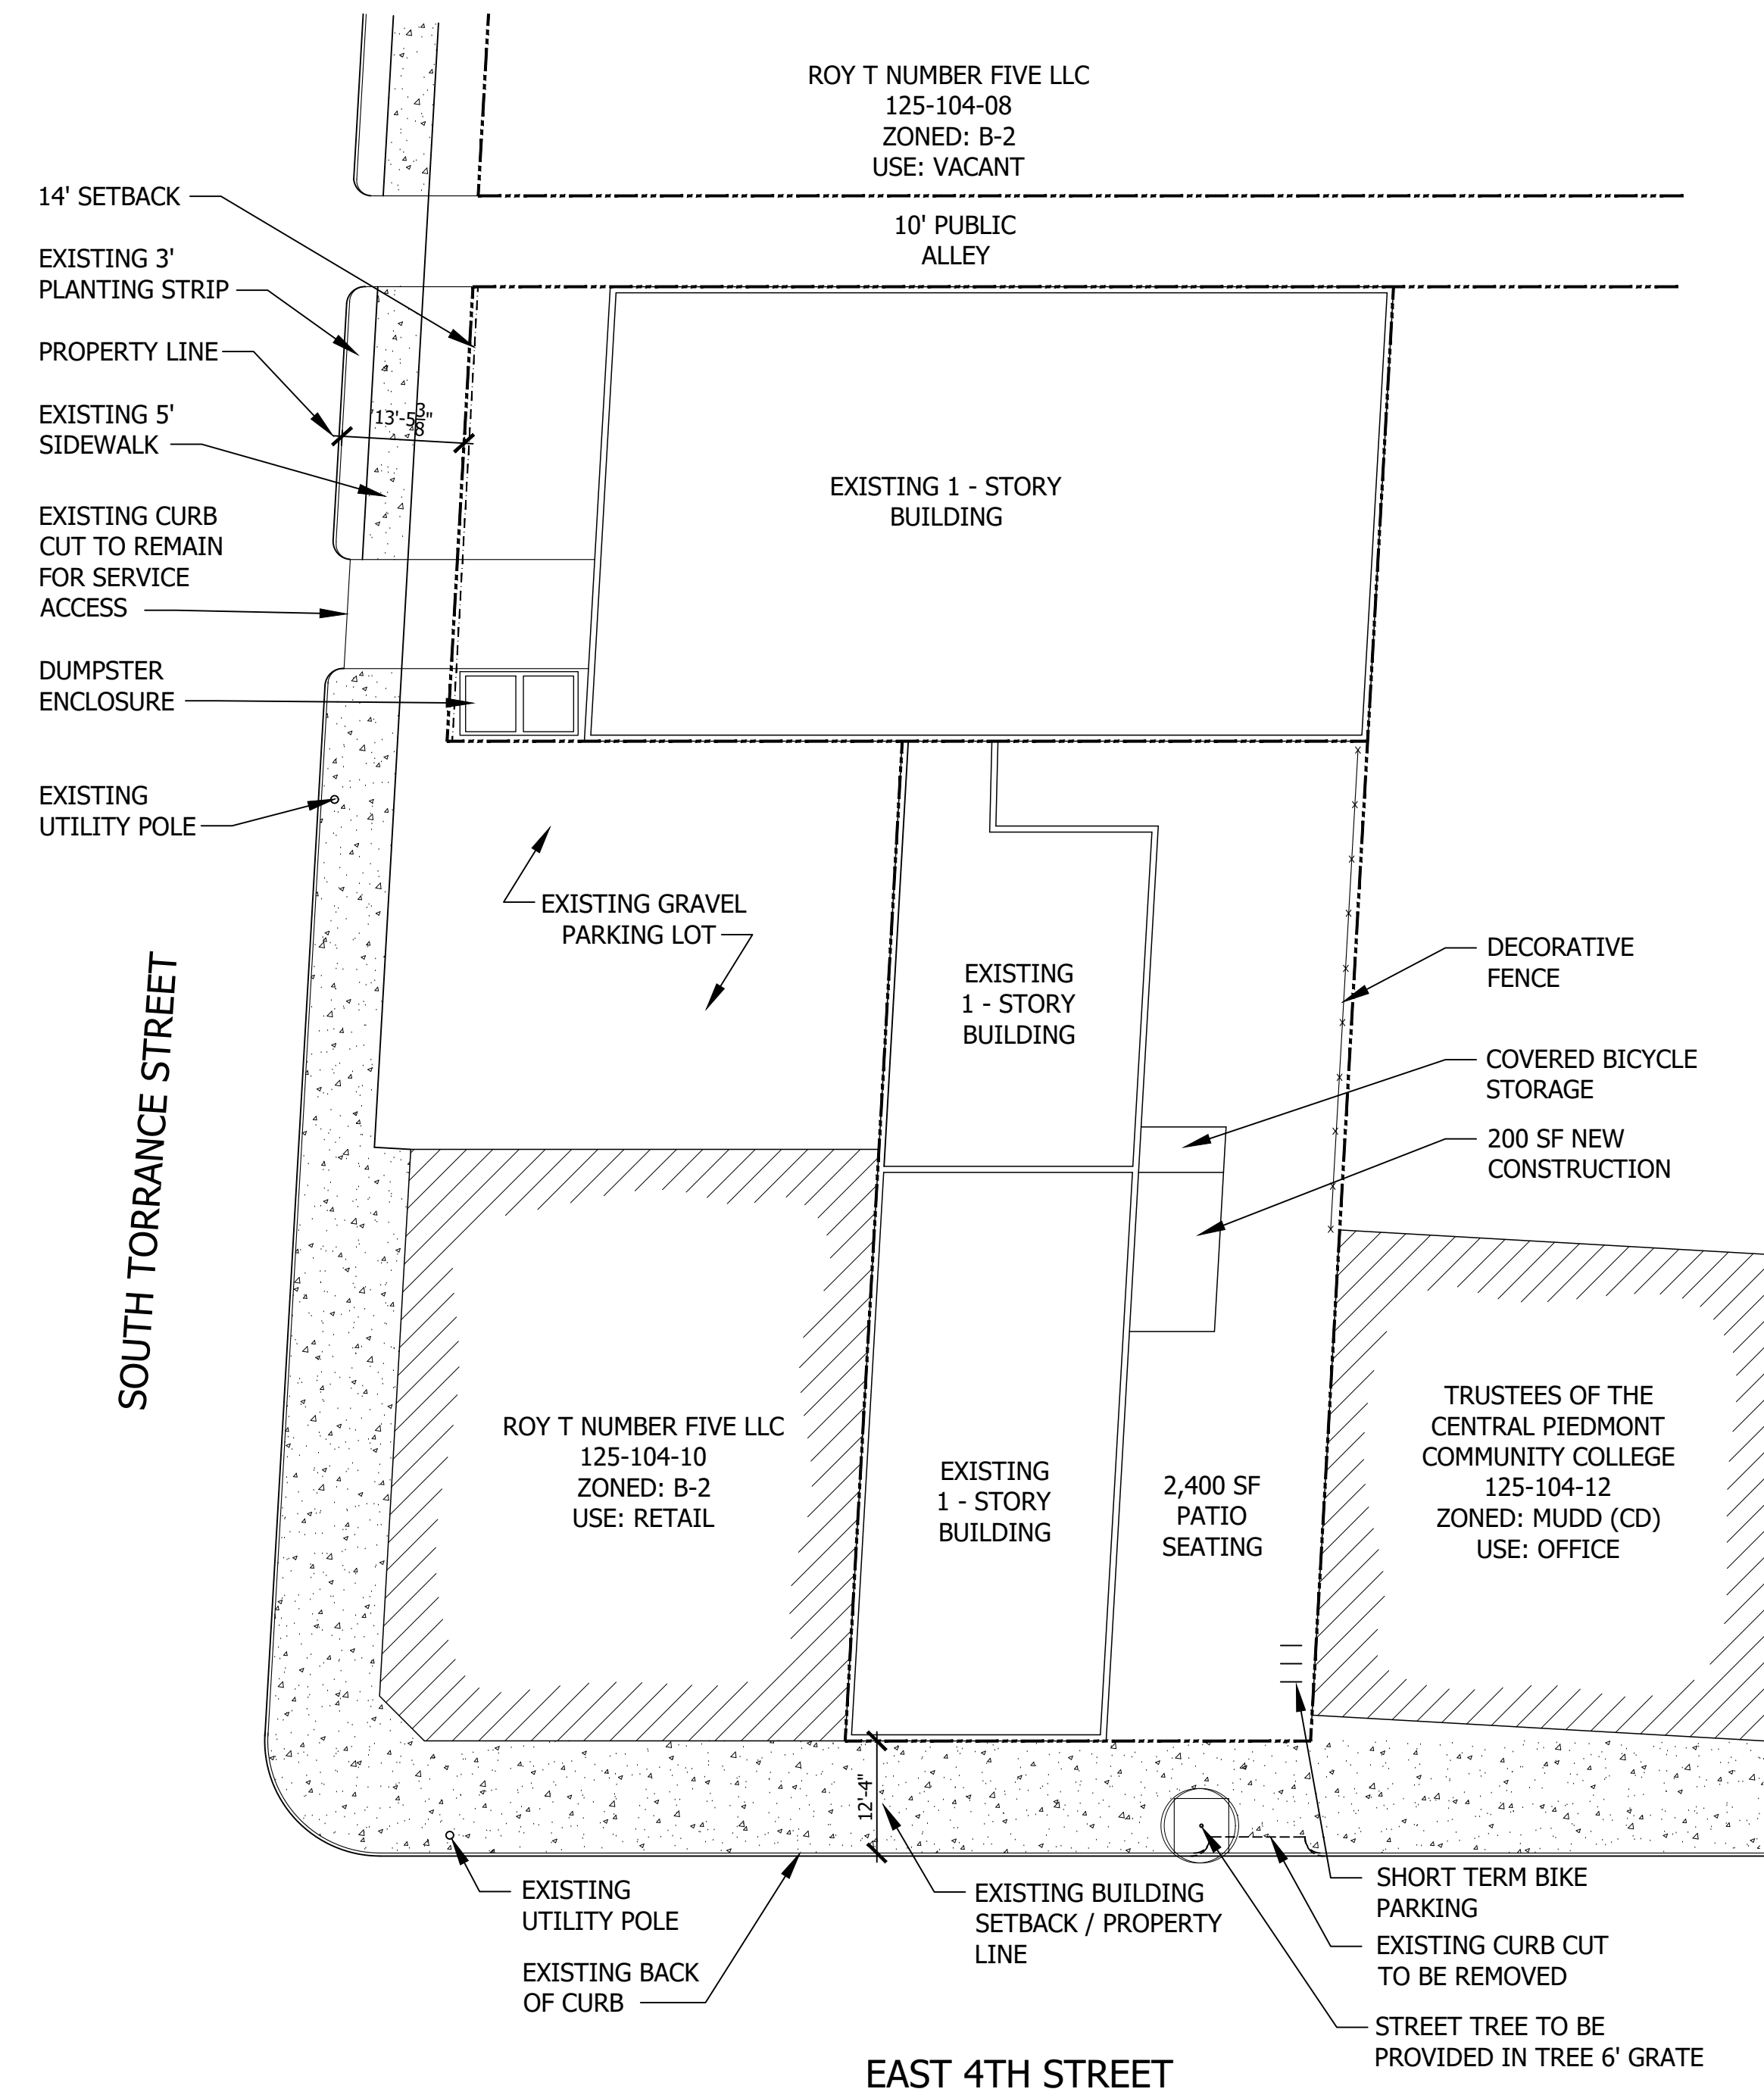 ROY T NUMBER FIVE LLC
125-104-08
ZONED: B-2
USE: VACANT
10' PUBLIC
ALLEY
14' SETBACK
EXISTING 3'
PLANTING STRIP
PROPERTY LINE
EXISTING 5'
SIDEWALK
EXISTING CURB
CUT TO REMAIN
FOR SERVICE
ACCESS
DUMPSTER
ENCLOSURE
EXISTING
UTILITY POLE
13'-5 3/8"
EXISTING 1 - STORY
BUILDING
EXISTING GRAVEL
PARKING LOT
EXISTING
1 - STORY
BUILDING
DECORATIVE
FENCE
COVERED BICYCLE
STORAGE
200 SF NEW
CONSTRUCTION
SOUTH TORRANCE STREET
ROY T NUMBER FIVE LLC
125-104-10
ZONED: B-2
USE: RETAIL
EXISTING
1 - STORY
BUILDING
2,400 SF
PATIO
SEATING
TRUSTEES OF THE
CENTRAL PIEDMONT
COMMUNITY COLLEGE
125-104-12
ZONED: MUDD (CD)
USE: OFFICE
12'-4"
EXISTING
UTILITY POLE
EXISTING BACK
OF CURB
EXISTING BUILDING
SETBACK / PROPERTY
LINE
SHORT TERM BIKE
PARKING
EXISTING CURB CUT
TO BE REMOVED
STREET TREE TO BE
PROVIDED IN TREE 6' GRATE
EAST 4TH STREET